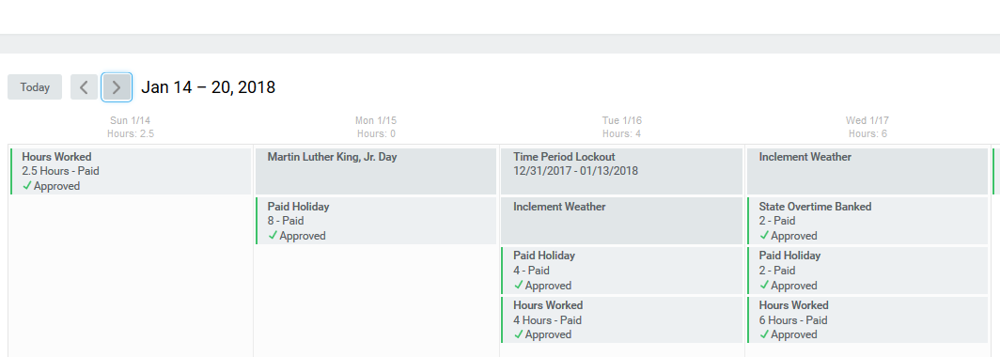 Today
Jan 14 – 20, 2018
Sun 1/14
Hours: 2.5
Mon 1/15
Hours: 0
Tue 1/16
Hours: 4
Wed 1/17
Hours: 6
Hours Worked
2.5 Hours - Paid
Approved
Martin Luther King, Jr. Day
Paid Holiday
8 - Paid
Approved
Time Period Lockout
12/31/2017 - 01/13/2018
Inclement Weather
Paid Holiday
4 - Paid
Approved
Hours Worked
4 Hours - Paid
Approved
Inclement Weather
State Overtime Banked
2 - Paid
Approved
Paid Holiday
2 - Paid
Approved
Hours Worked
6 Hours - Paid
Approved